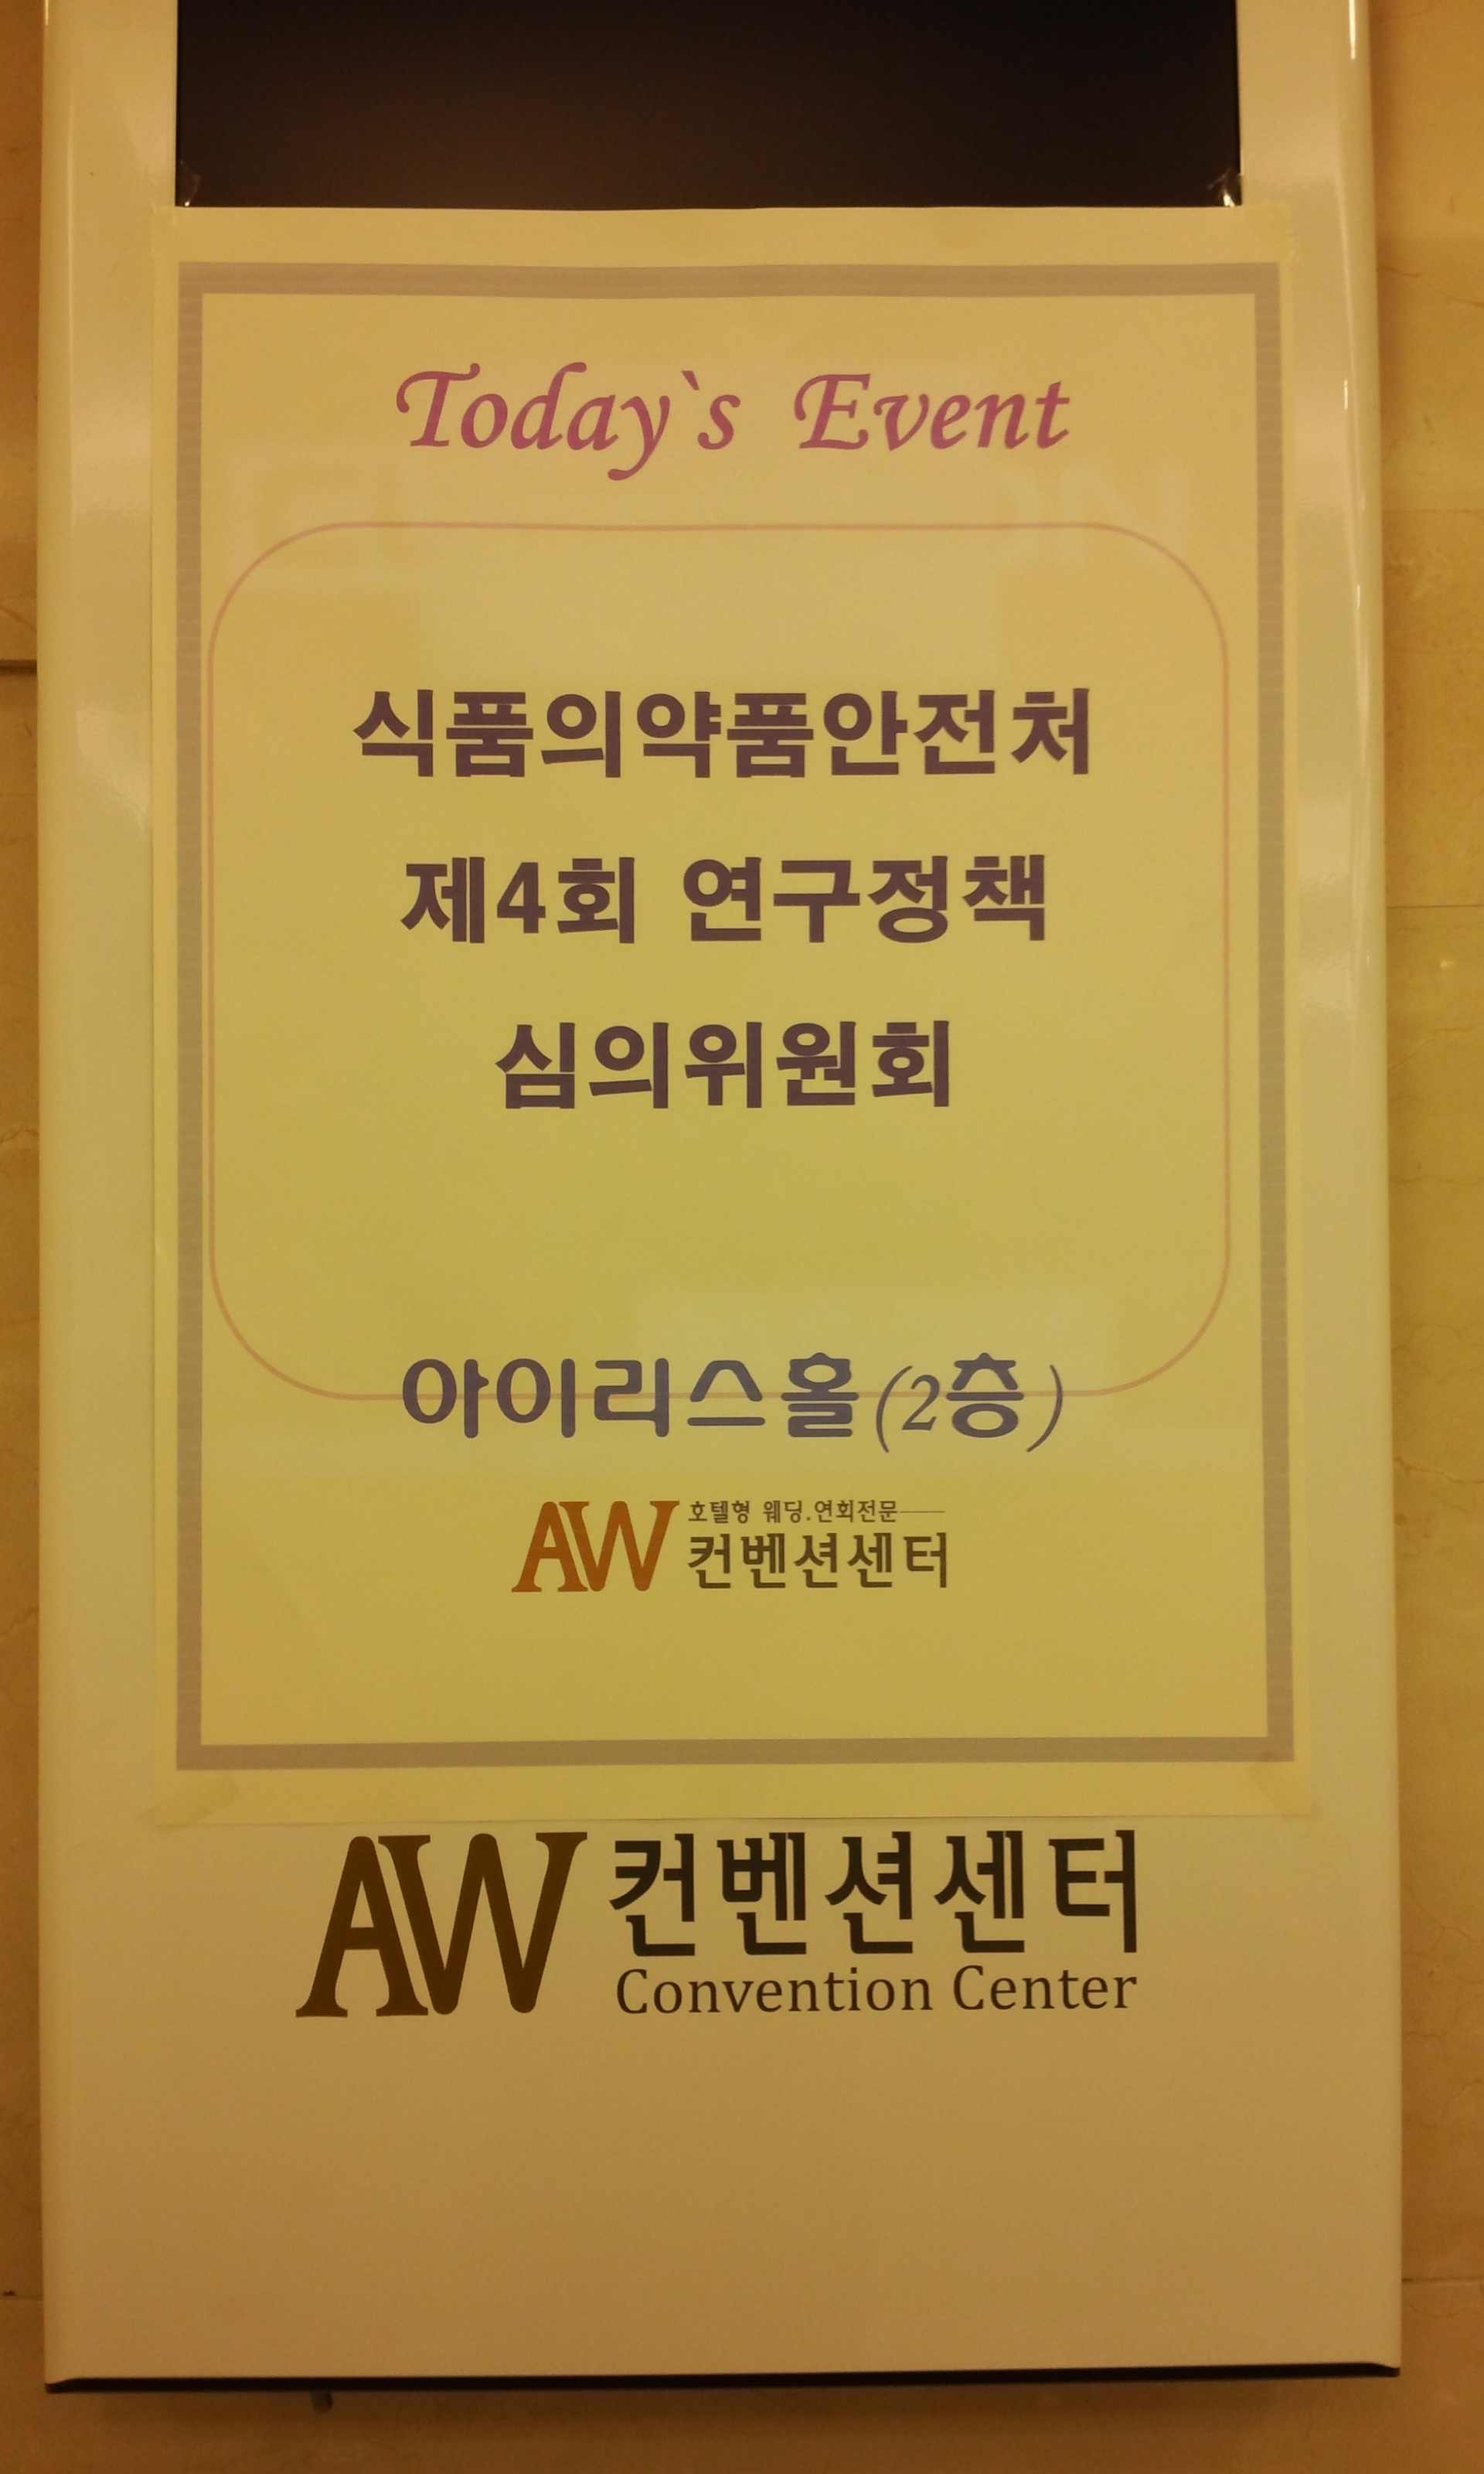 Today`s Event
식품의약품안전처
제4회 연구정책
심의위원회
아이리스홀(2층)
AW 호텔형 웨딩.연회전문
컨벤션센터
AW 컨벤션센터
Convention Center